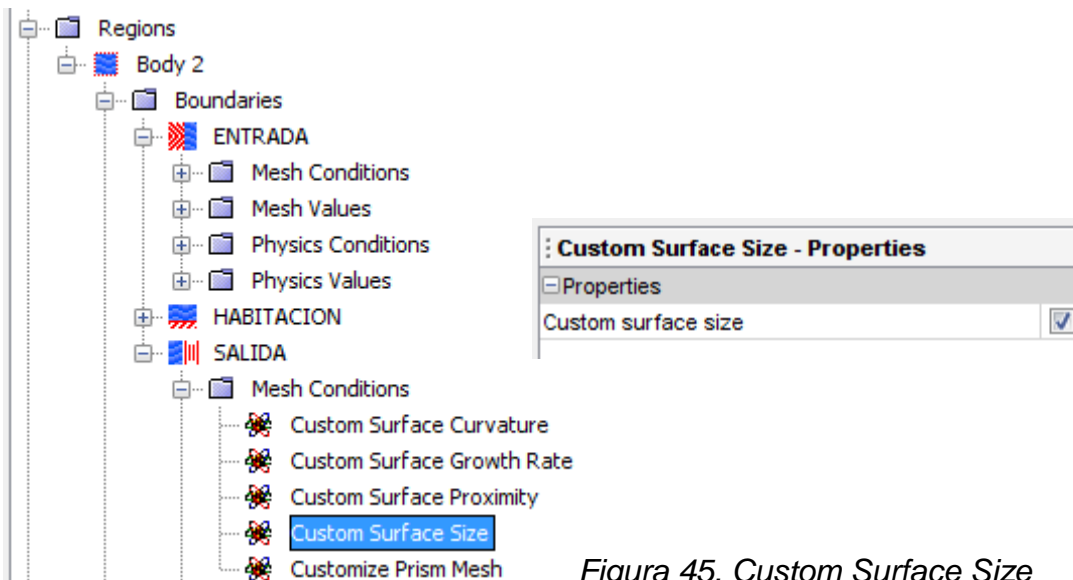 Regions
Body 2
Boundaries
ENTRADA
Mesh Conditions
Mesh Values
Physics Conditions
Physics Values
HABITACION
SALIDA
Mesh Conditions
Custom Surface Curvature
Custom Surface Growth Rate
Custom Surface Proximity
Custom Surface Size
Customize Prism Mesh
Custom Surface Size - Properties
Properties
Custom surface size
Figura 45. Custom Surface Size